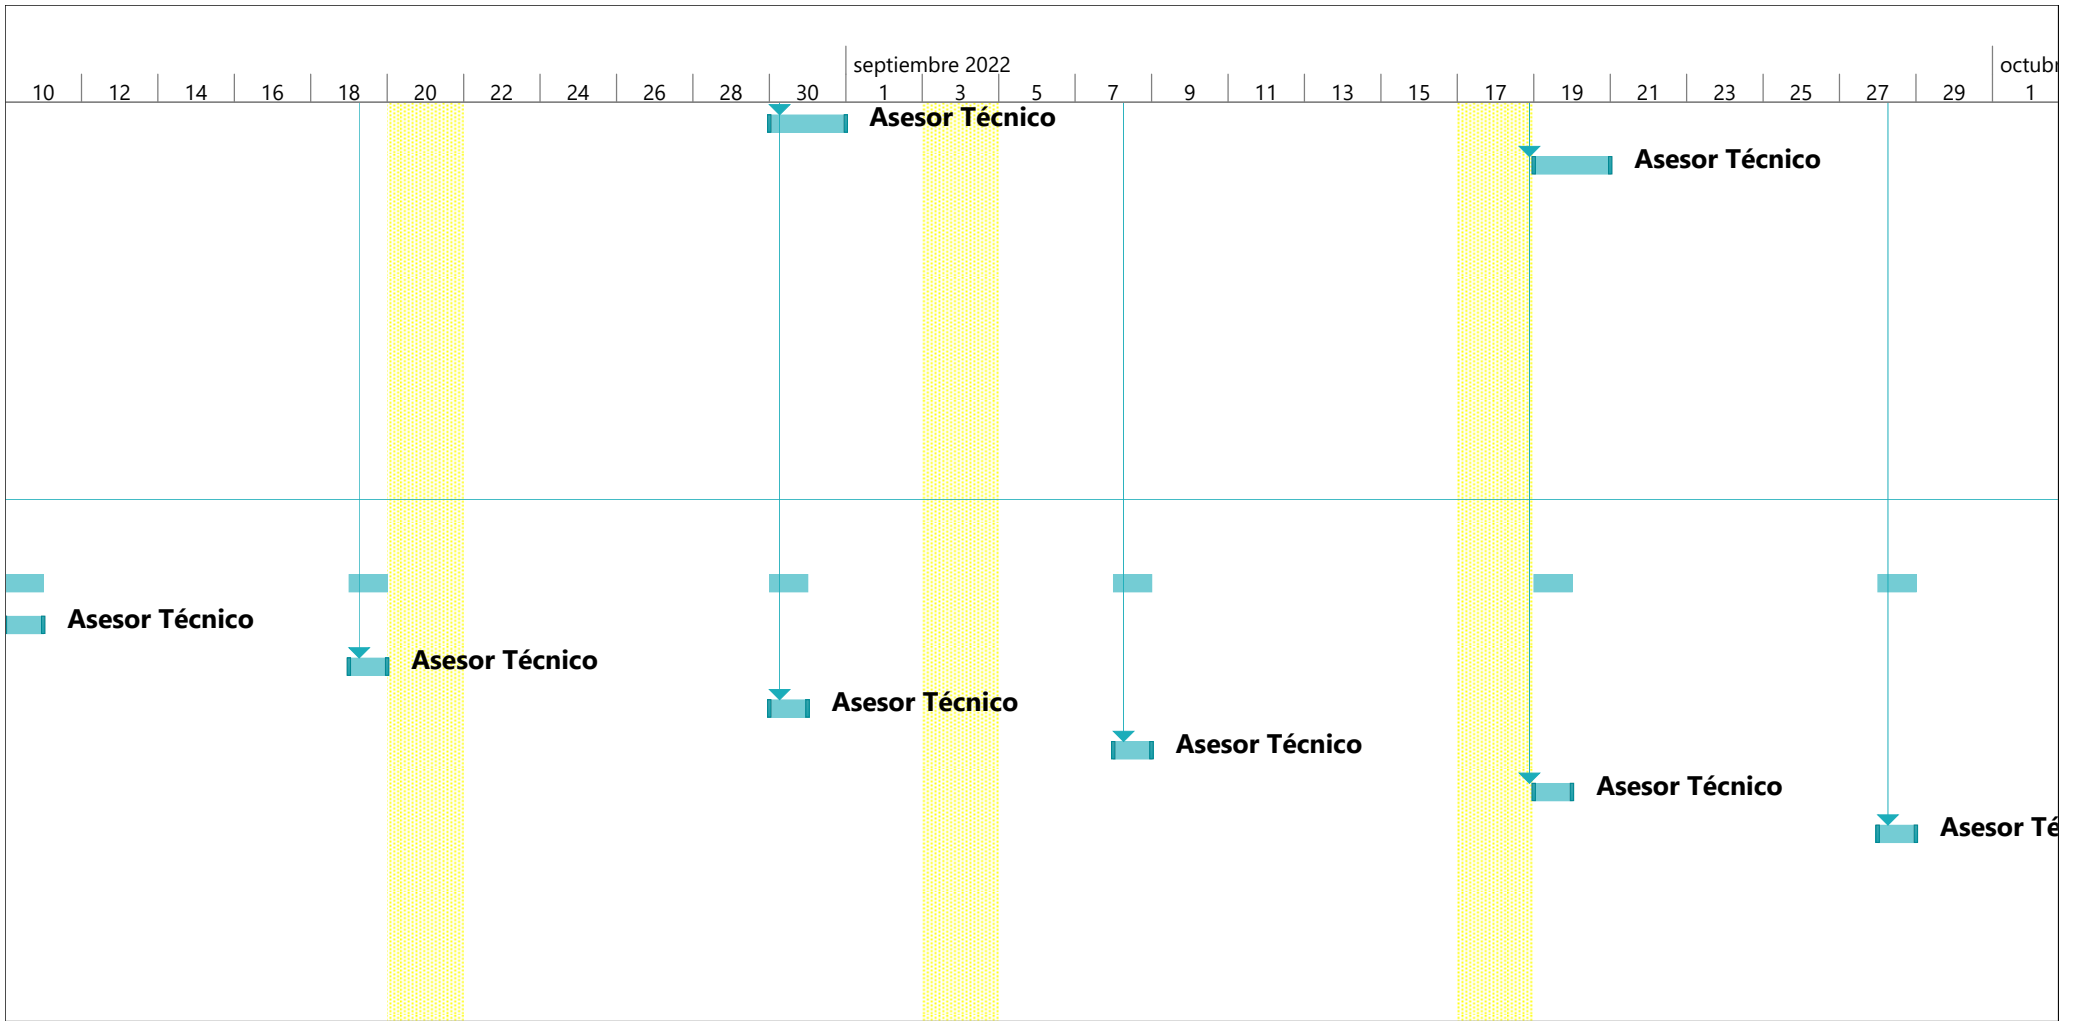 septiembre 2022 octubr
10 12 14 16 18 20 22 24 26 28 30 1 3 5 7 9 11 13 15 17 19 21 23 25 27 29 1
Asesor Técnico
Asesor Técnico
Asesor Técnico
Asesor Técnico
Asesor Técnico
Asesor Técnico
Asesor Técnico
Asesor Té